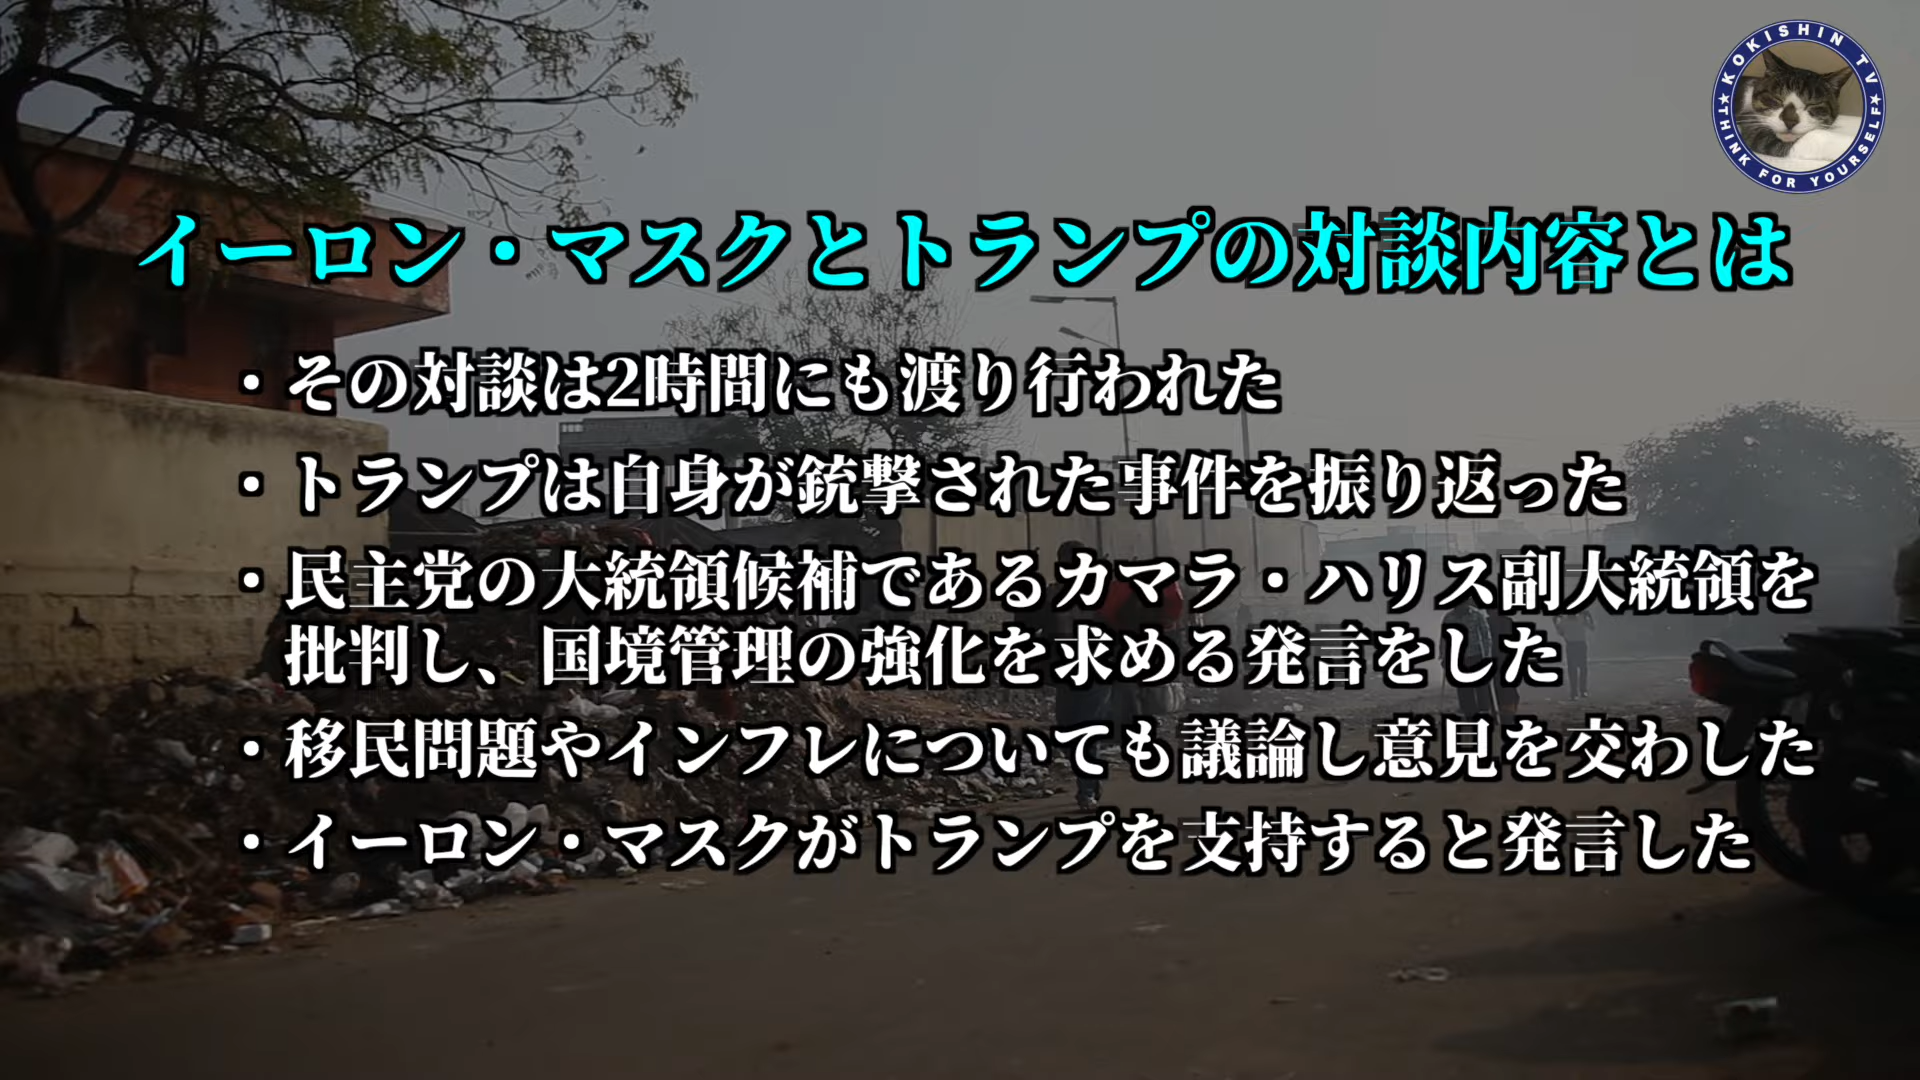 KOKISHIN TV
★THINK FOR YOURSELF★
イーロン・マスクとトランプの対談内容とは
・その対談は2時間にも渡り行われた
・トランプは自身が銃撃された事件を振り返った
・民主党の大統領候補であるカマラ・ハリス副大統領を
批判し、国境管理の強化を求める発言をした
・移民問題やインフレについても議論し意見を交わした
・イーロン・マスクがトランプを支持すると発言した